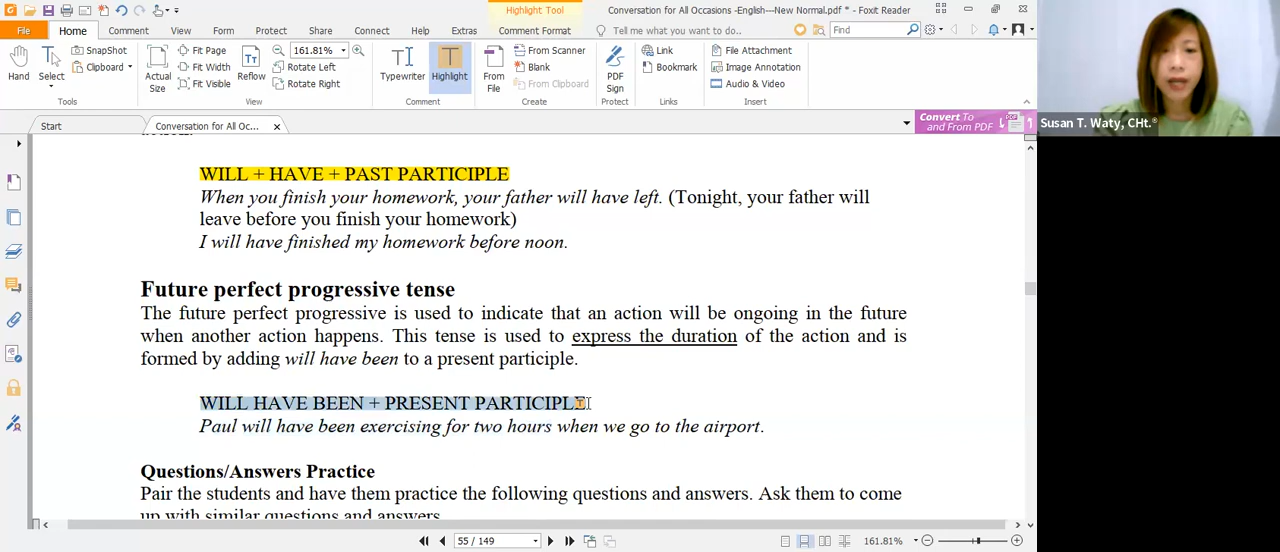 Highlight Tool
Conversation for All Occasions -English---New Normal.pdf * - Foxit Reader
File Home Comment View Form Protect Share Connect Help Extras Comment Format Tell me what you want to do.. Find
Hand
Select
SnapShot
Clipboard
Tools
Actual Size
Fit Page
Fit Width
Fit Visible
Reflow
161.81%
Rotate Left
Rotate Right
View
Typewriter
Highlight
Comment
From File
From Scanner
Blank
From Clipboard
Create
PDF Sign
Protect
Link
Bookmark
Links
File Attachment
Image Annotation
Audio & Video
Insert
Start
Conversation for All Oc...
Convert To
and From PDF
Susan T. Waty, CHt.®
WILL + HAVE + PAST PARTICIPLE
When you finish your homework, your father will have left. (Tonight, your father will
leave before you finish your homework)
I will have finished my homework before noon.
Future perfect progressive tense
The future perfect progressive is used to indicate that an action will be ongoing in the future
when another action happens. This tense is used to express the duration of the action and is
formed by adding will have been to a present participle.
WILL HAVE BEEN + PRESENT PARTICIPLE
Paul will have been exercising for two hours when we go to the airport.
Questions/Answers Practice
Pair the students and have them practice the following questions and answers. Ask them to come
up with similar questions and answers.
55 / 149
161.81%